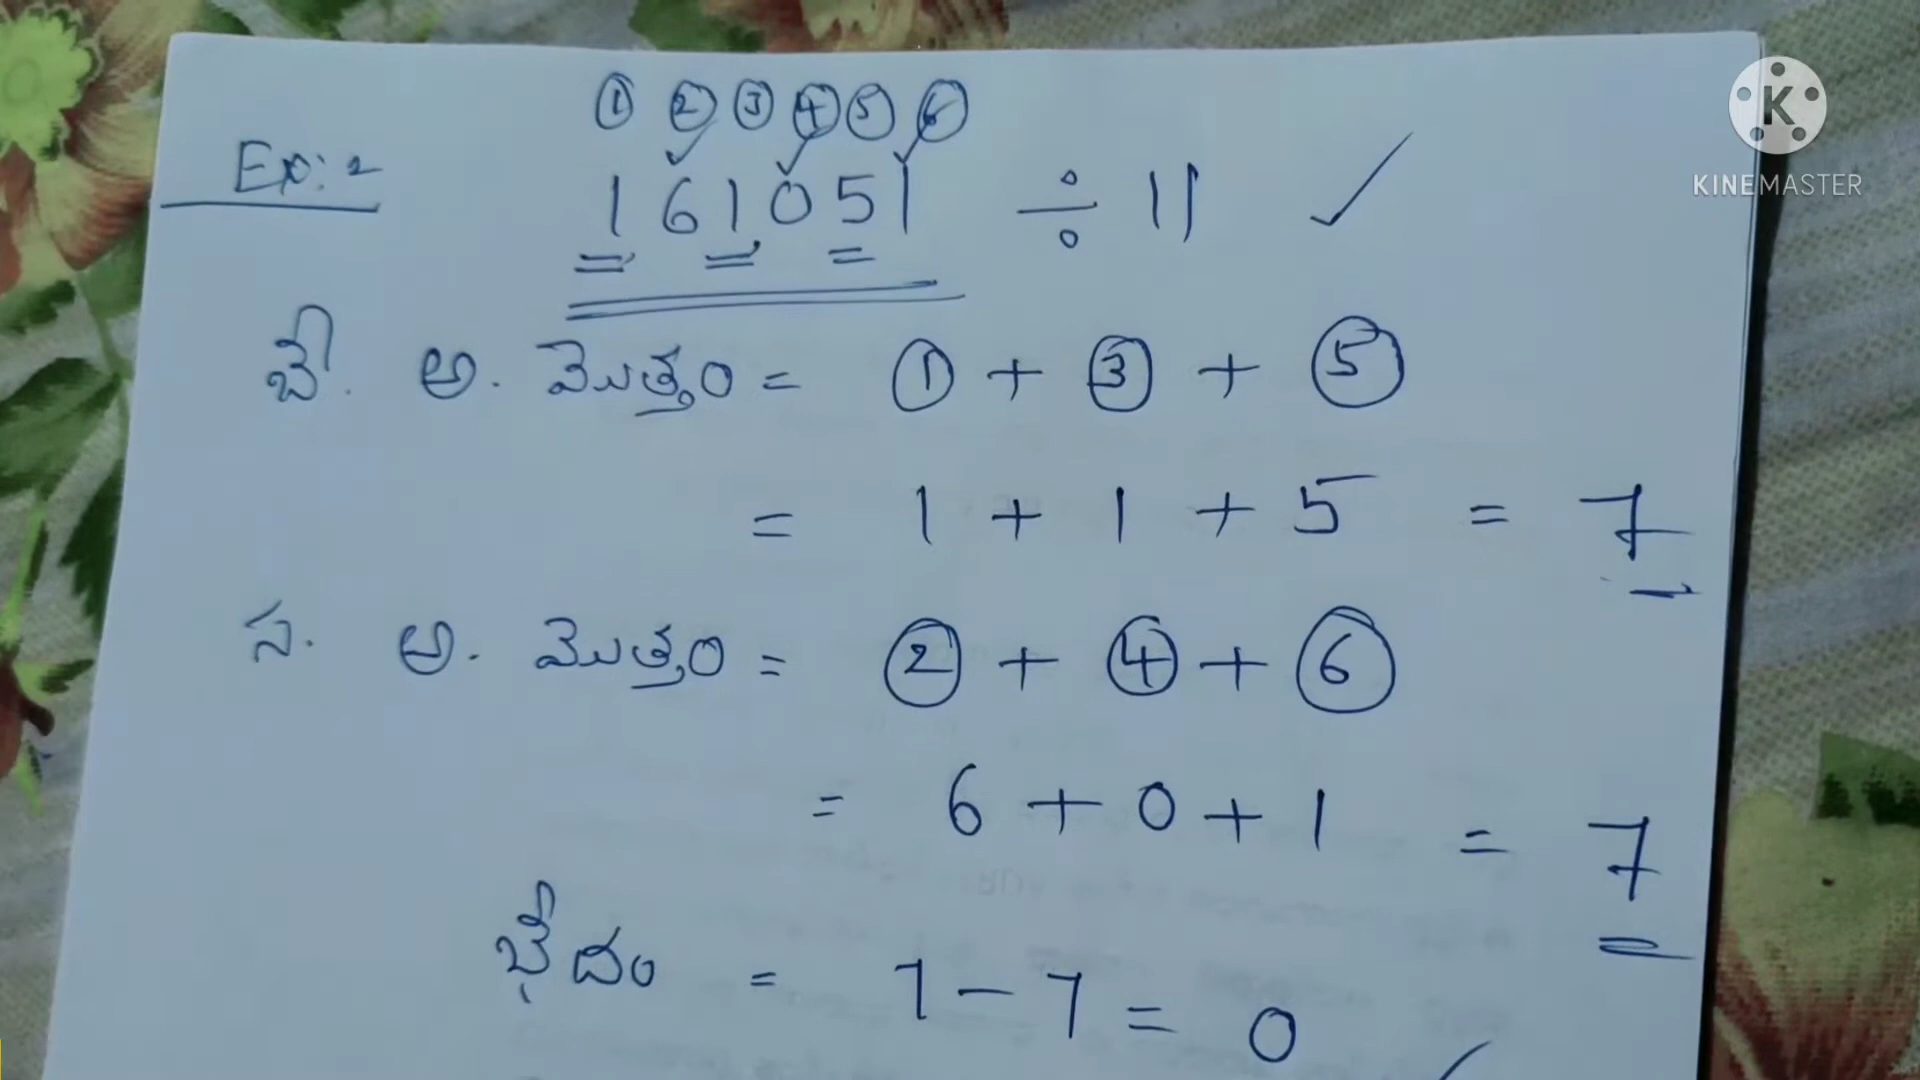 ① ② ③ ④ ⑤ ⑥
Ex: 2 161051 ÷ 11 ✓
KINEMASTER
బే. అ. మొత్తం = ① + ③ + ⑤
= 1 + 1 + 5 = 7
స. అ. మొత్తం = ② + ④ + ⑥
= 6 + 0 + 1 = 7
భేదం = 7 - 7 = 0